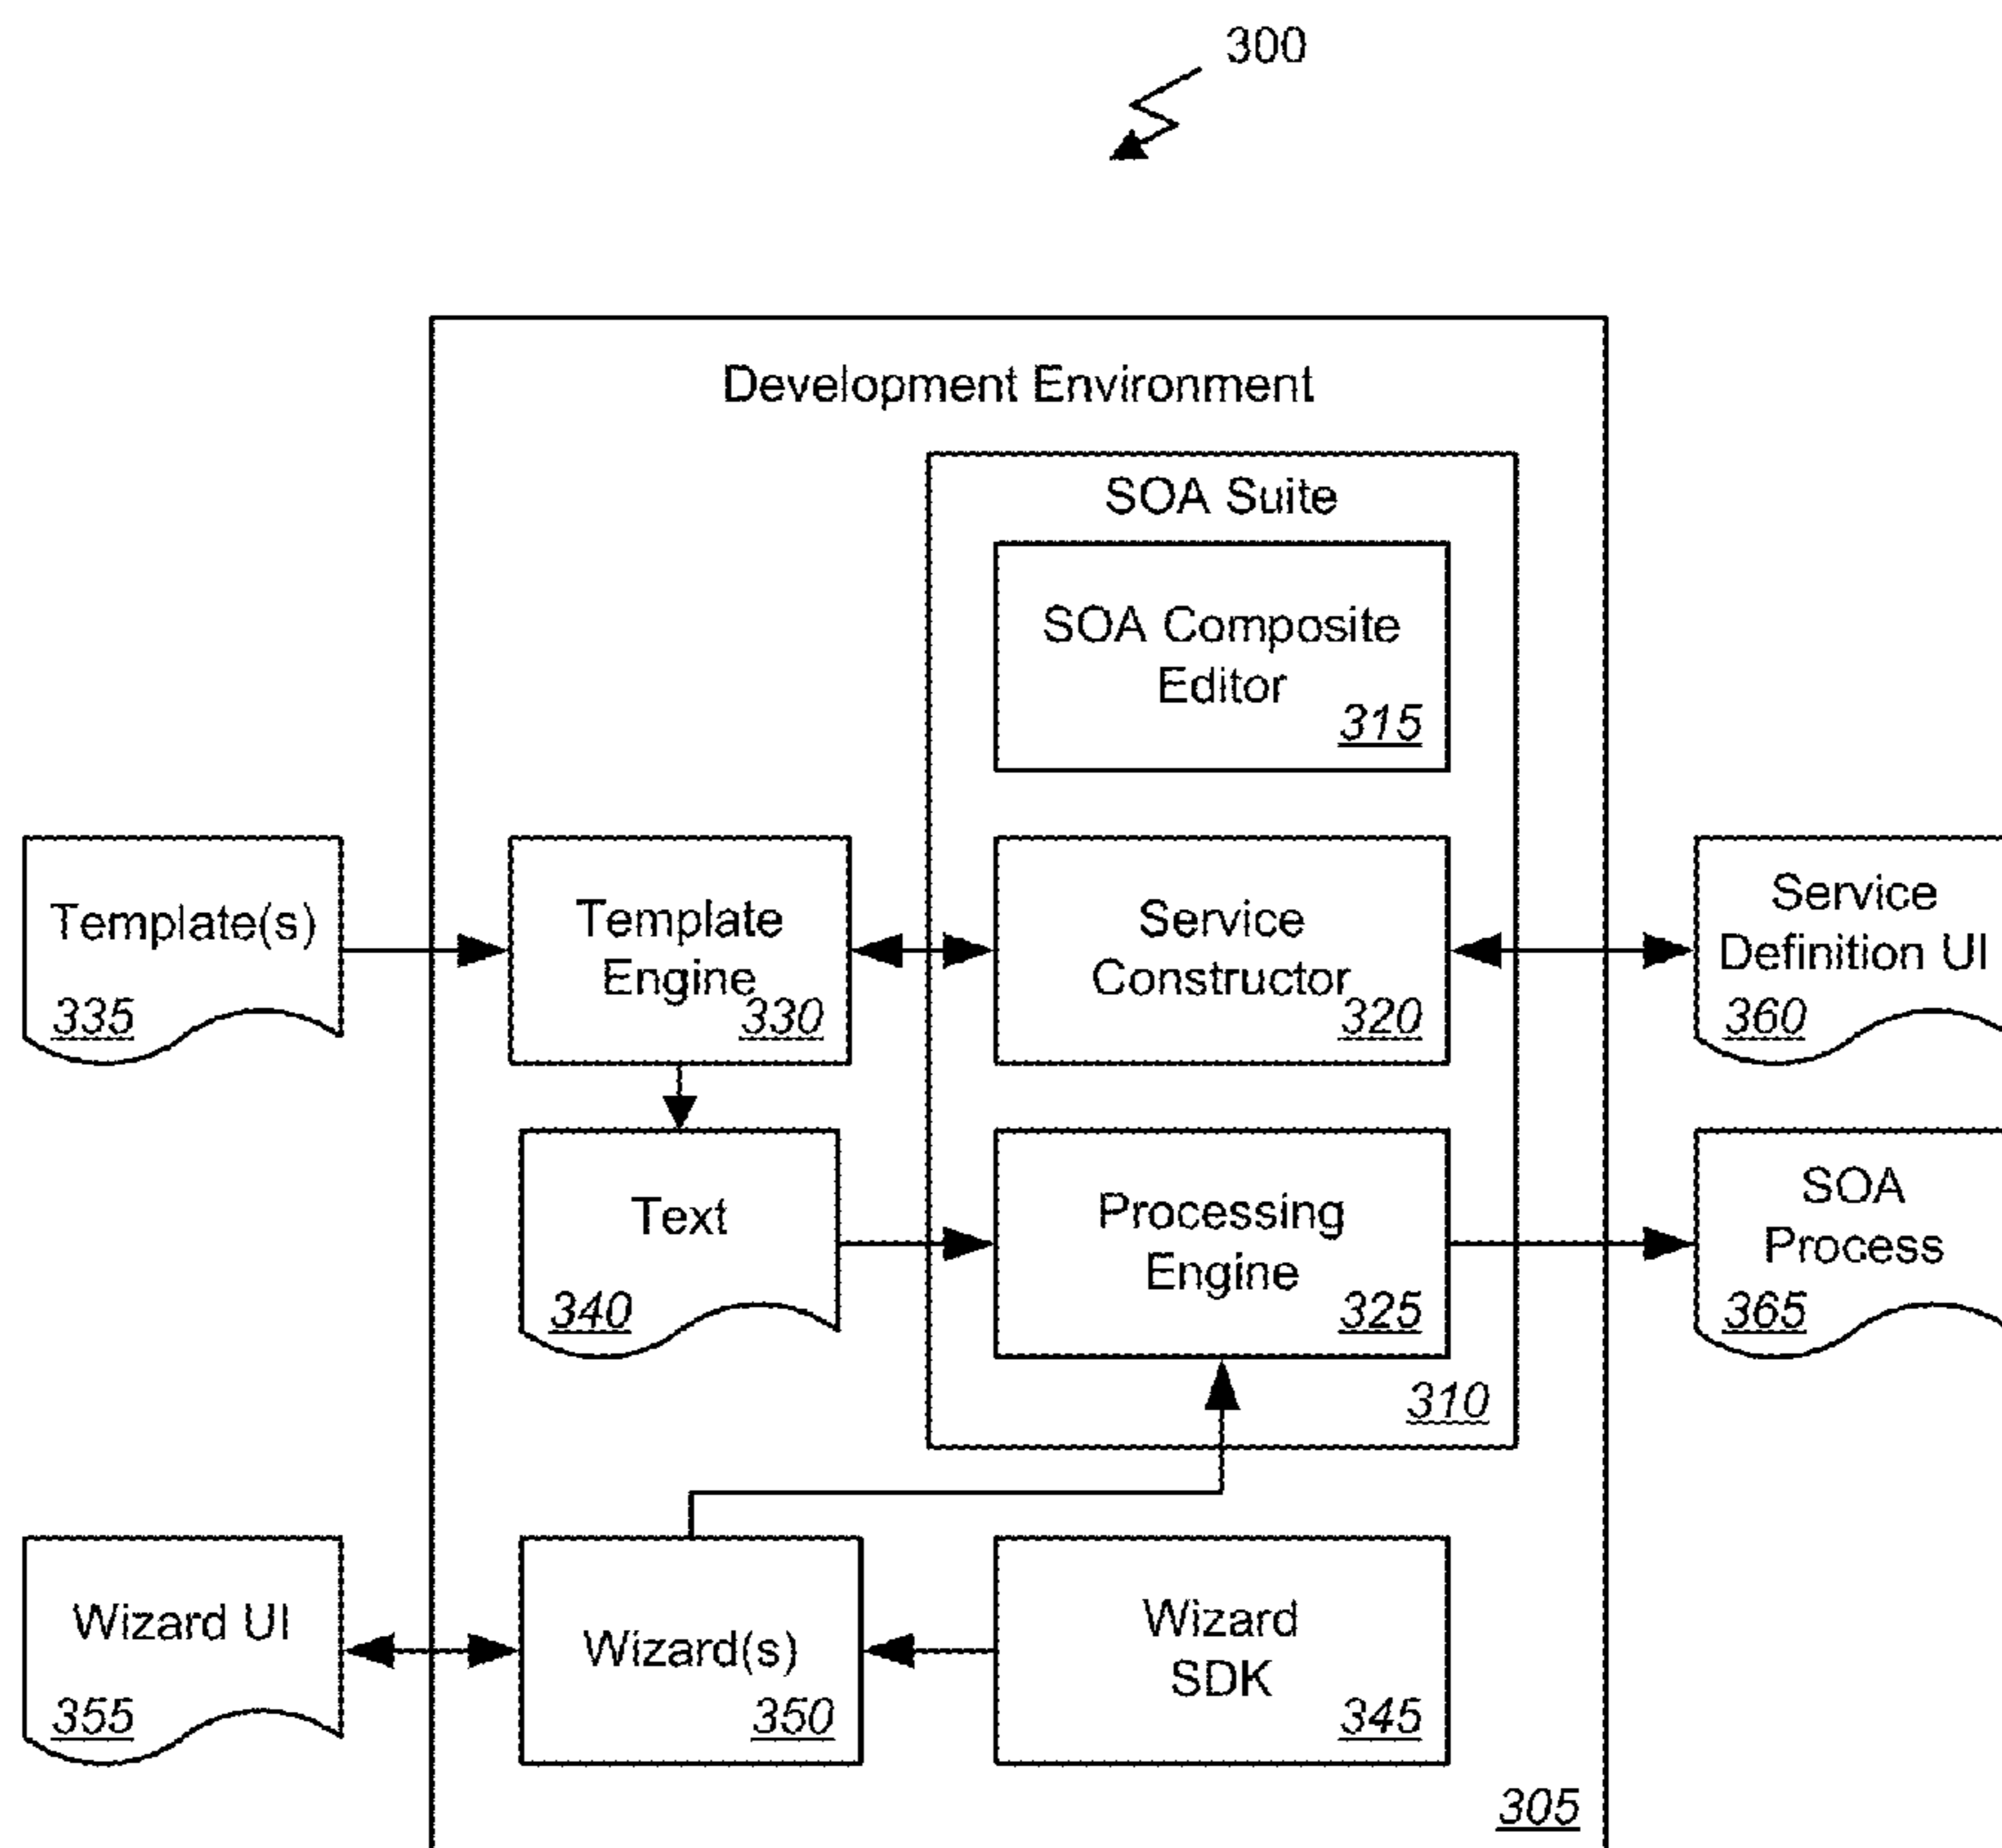 300
Development Environment
SOA Suite
SOA Composite
Editor
315
Template(s)
335
Template
Engine
330
Service
Constructor
320
Service
Definition UI
360
Text
340
Processing
Engine
325
SOA
Process
365
310
Wizard UI
355
Wizard(s)
350
Wizard
SDK
345
305